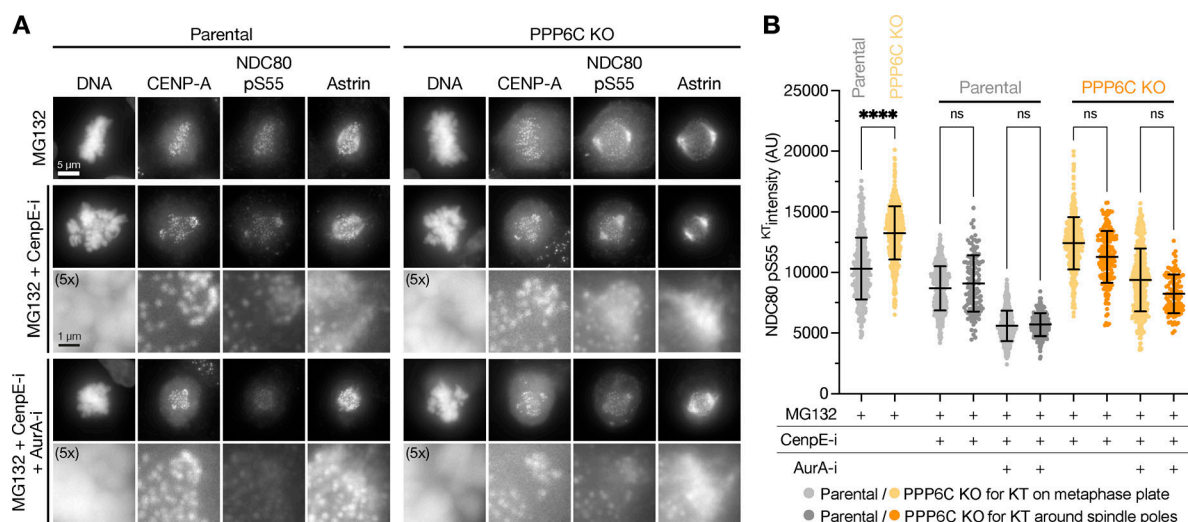 A
Parental
PPP6C KO
DNA
CENP-A
NDC80
pS55
Astrin
DNA
CENP-A
NDC80
pS55
Astrin
MG132
5 µm
MG132 + CenpE-i
(5x)
(5x)
1 µm
MG132 + CenpE-i
+ AurA-i
(5x)
(5x)
B
Parental
PPP6C KO
Parental
PPP6C KO
****
ns
ns
ns
ns
NDC80 pS55 KT intensity (AU)
25000
20000
15000
10000
5000
0
MG132 + + + + + + + + + +
CenpE-i + + + + + + + +
AurA-i + + + +
Parental / PPP6C KO for KT on metaphase plate
Parental / PPP6C KO for KT around spindle poles